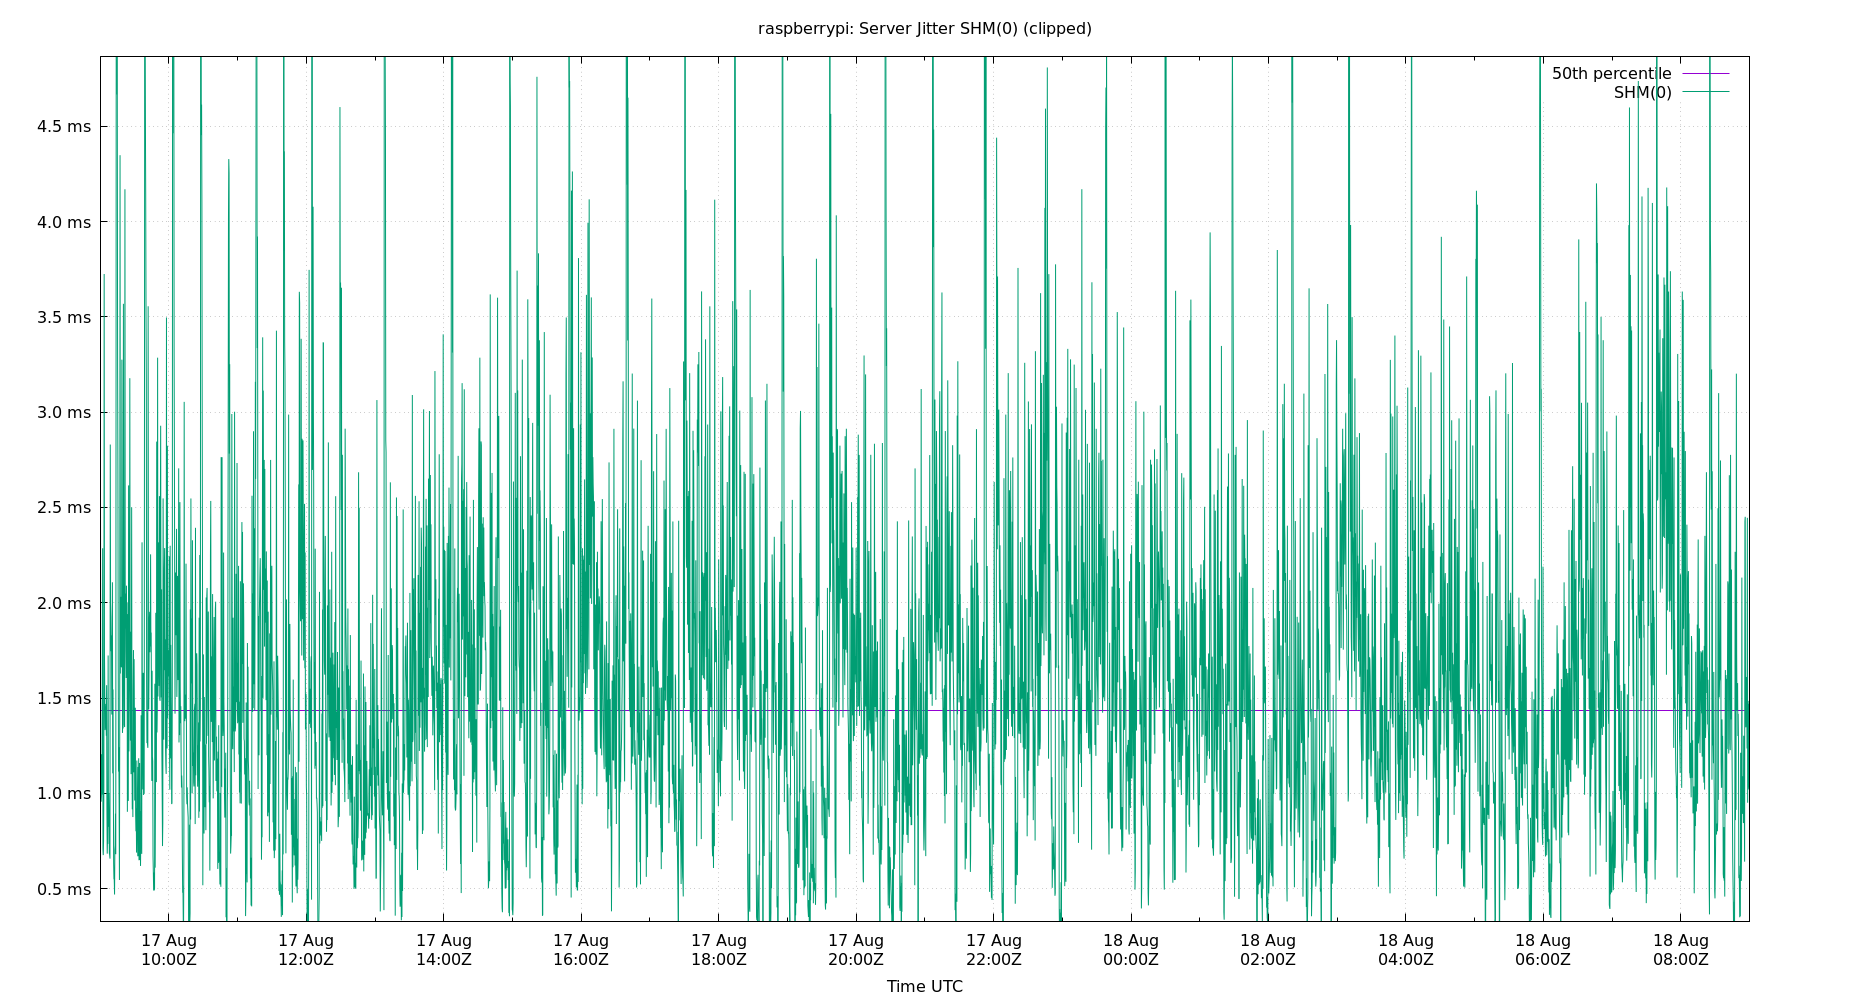 raspberrypi: Server Jitter SHM(0) (clipped)
50th percentile
SHM(0)
4.5 ms
4.0 ms
3.5 ms
3.0 ms
2.5 ms
2.0 ms
1.5 ms
1.0 ms
0.5 ms
17 Aug 17 Aug 17 Aug 17 Aug 17 Aug 17 Aug 17 Aug 18 Aug 18 Aug 18 Aug 18 Aug 18 Aug
10:00Z 12:00Z 14:00Z 16:00Z 18:00Z 20:00Z 22:00Z 00:00Z 02:00Z 04:00Z 06:00Z 08:00Z
Time UTC